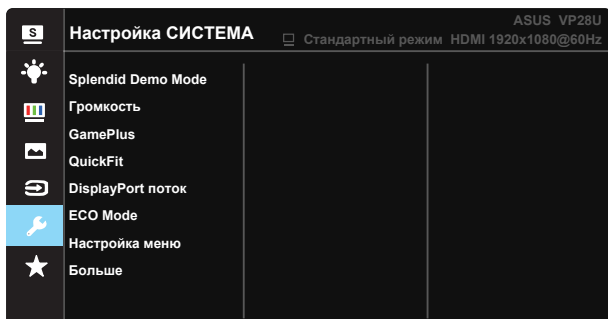 S
Настройка СИСТЕМА
ASUS VP28U
Стандартный режим HDMI 1920x1080@60Hz
Splendid Demo Mode
Громкость
GamePlus
QuickFit
DisplayPort поток
ECO Mode
Настройка меню
Больше